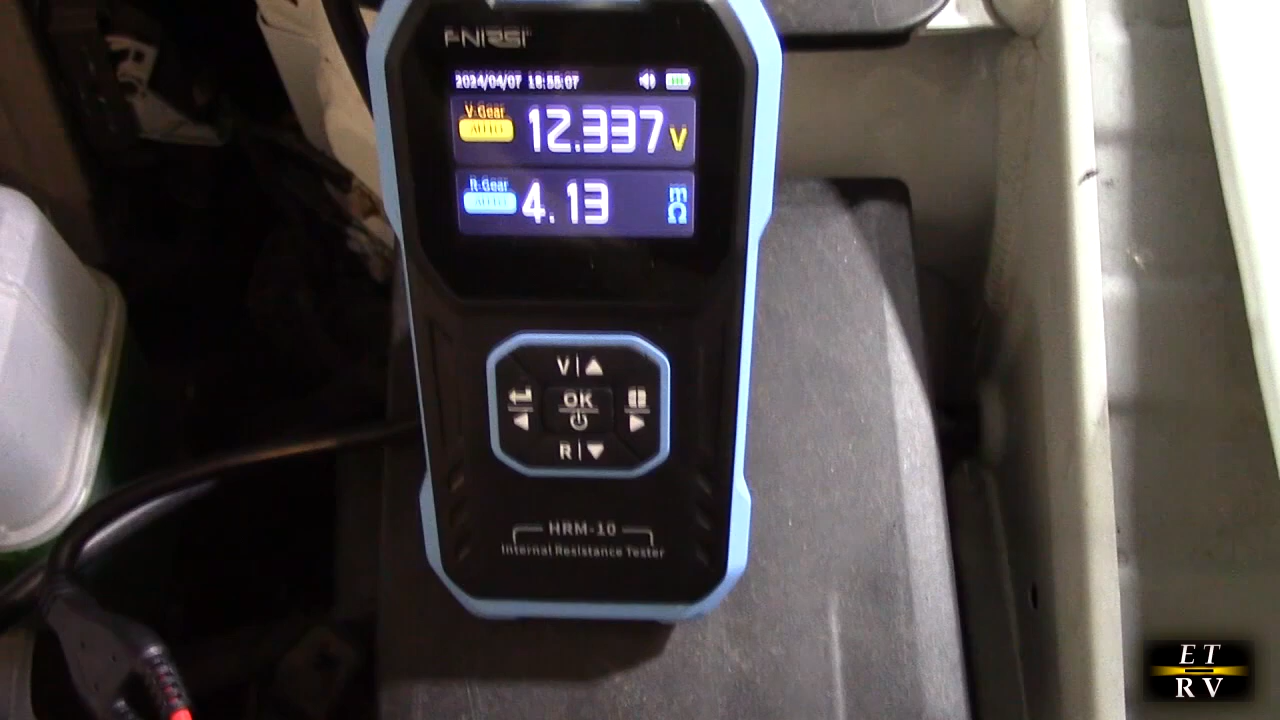 FNIRSI
2024/04/07 18:55:07
V-Gear
AUTO
12.337 V
R-Gear
AUTO
4.13 mΩ
V
OK
R
HRM-10
Internal Resistance Tester
ET
RV